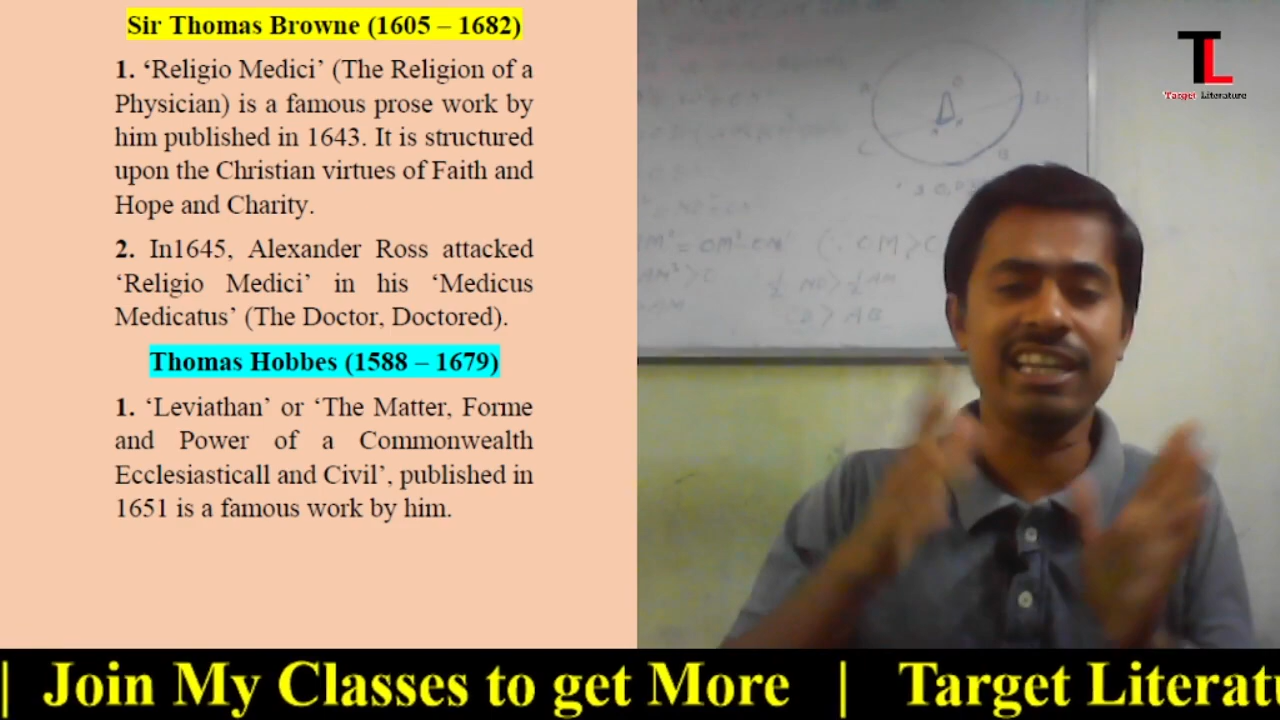 Sir Thomas Browne (1605 – 1682)
1. ‘Religio Medici’ (The Religion of a
Physician) is a famous prose work by
him published in 1643. It is structured
upon the Christian virtues of Faith and
Hope and Charity.
2. In1645, Alexander Ross attacked
‘Religio Medici’ in his ‘Medicus
Medicatus’ (The Doctor, Doctored).
Thomas Hobbes (1588 – 1679)
1. ‘Leviathan’ or ‘The Matter, Forme
and Power of a Commonwealth
Ecclesiasticall and Civil’, published in
1651 is a famous work by him.
TL
Target Literature
CD > AB
| Join My Classes to get More | Target Literatu